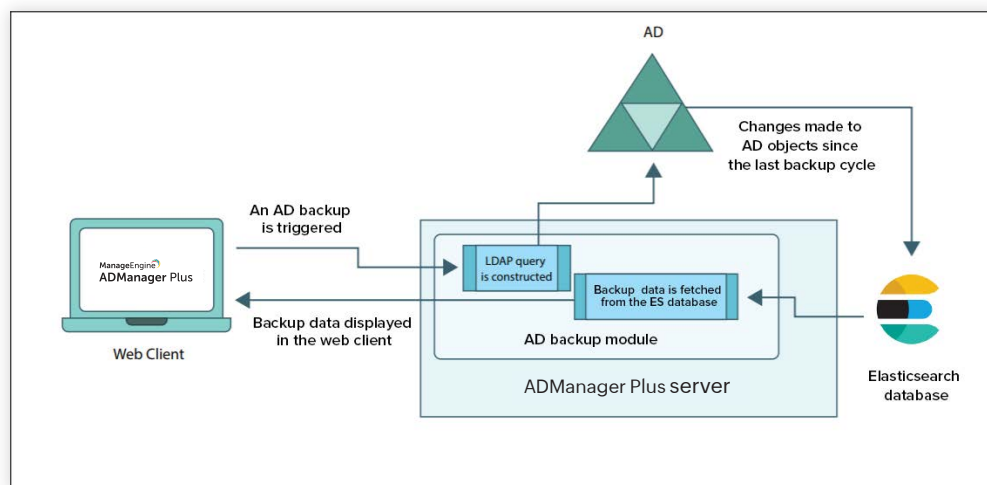 AD
Changes made to
AD objects since
the last backup cycle
An AD backup
is triggered
ManageEngine
ADManager Plus
LDAP query
is constructed
Backup data is fetched
from the ES database
Backup data displayed
in the web client
AD backup module
Web Client
ADManager Plus server
Elasticsearch
database